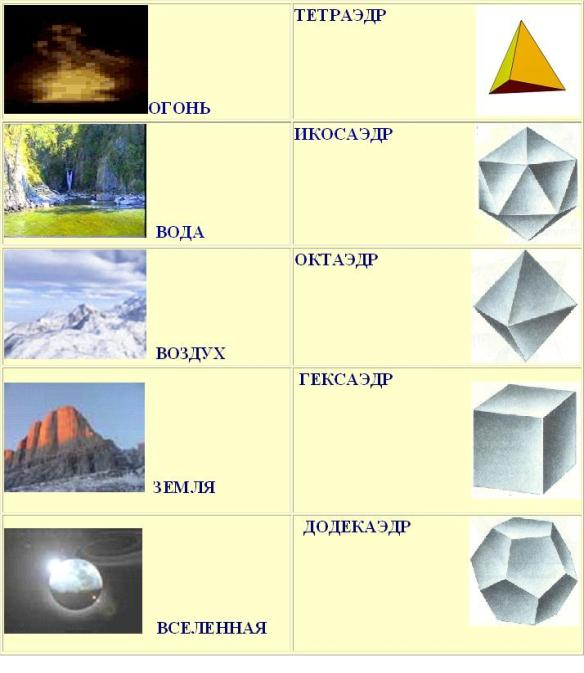 ОГОНЬ
ТЕТРАЭДР
ВОДА
ИКОСАЭДР
ВОЗДУХ
ОКТАЭДР
ЗЕМЛЯ
ГЕКСАЭДР
ВСЕЛЕННАЯ
ДОДЕКАЭДР